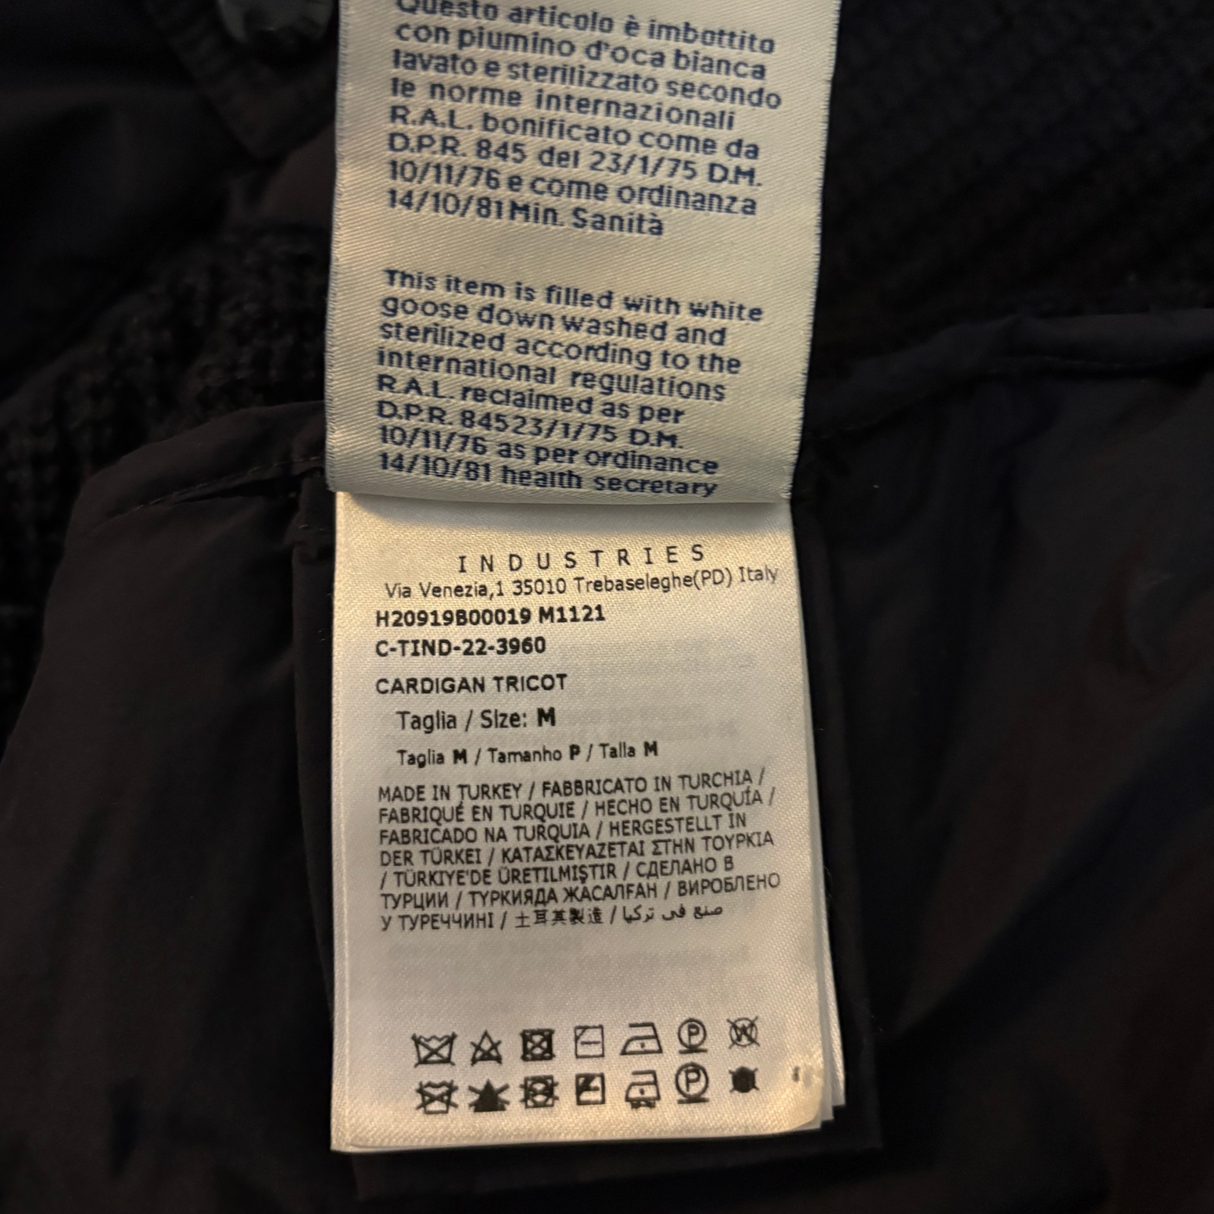 Questo articolo è imbottito
con piumino d'oca bianca
lavato e sterilizzato secondo
le norme internazionali
R.A.L. bonificato come da
D.P.R. 845 del 23/1/75 D.M.
10/11/76 e come ordinanza
14/10/81 Min. Sanità
This item is filled with white
goose down washed and
sterilized according to the
international regulations
R.A.L. reclaimed as per
D.P.R. 84523/1/75 D.M.
10/11/76 as per ordinance
14/10/81 health secretary
INDUSTRIES
Via Venezia,1 35010 Trebaseleghe(PD) Italy
H20919B00019 M1121
C-TIND-22-3960
CARDIGAN TRICOT
Taglia / Size: M
Taglia M / Tamanho P / Talla M
MADE IN TURKEY / FABBRICATO IN TURCHIA /
FABRIQUÉ EN TURQUIE / HECHO EN TURQUÍA /
FABRICADO NA TURQUIA / HERGESTELLT IN
DER TÜRKEI / ΚΑΤΑΣΚΕΥΑΖΕΤΑΙ ΣΤΗΝ ΤΟΥΡΚΙΑ
/ TÜRKIYE'DE ÜRETILMIŞTIR / СДЕЛАНО В
ТУРЦИИ / ТҮРКИЯДА ЖАСАЛҒАН / ВИРОБЛЕНО
У ТУРЕЧЧИНІ / 土耳其製造 / صنع في تركيا
P W
P